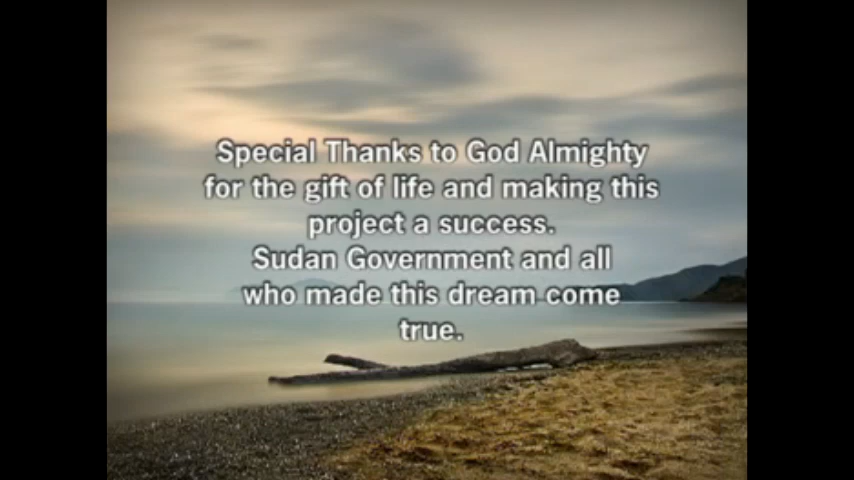 Special Thanks to God Almighty
for the gift of life and making this
project a success.
Sudan Government and all
who made this dream come
true.